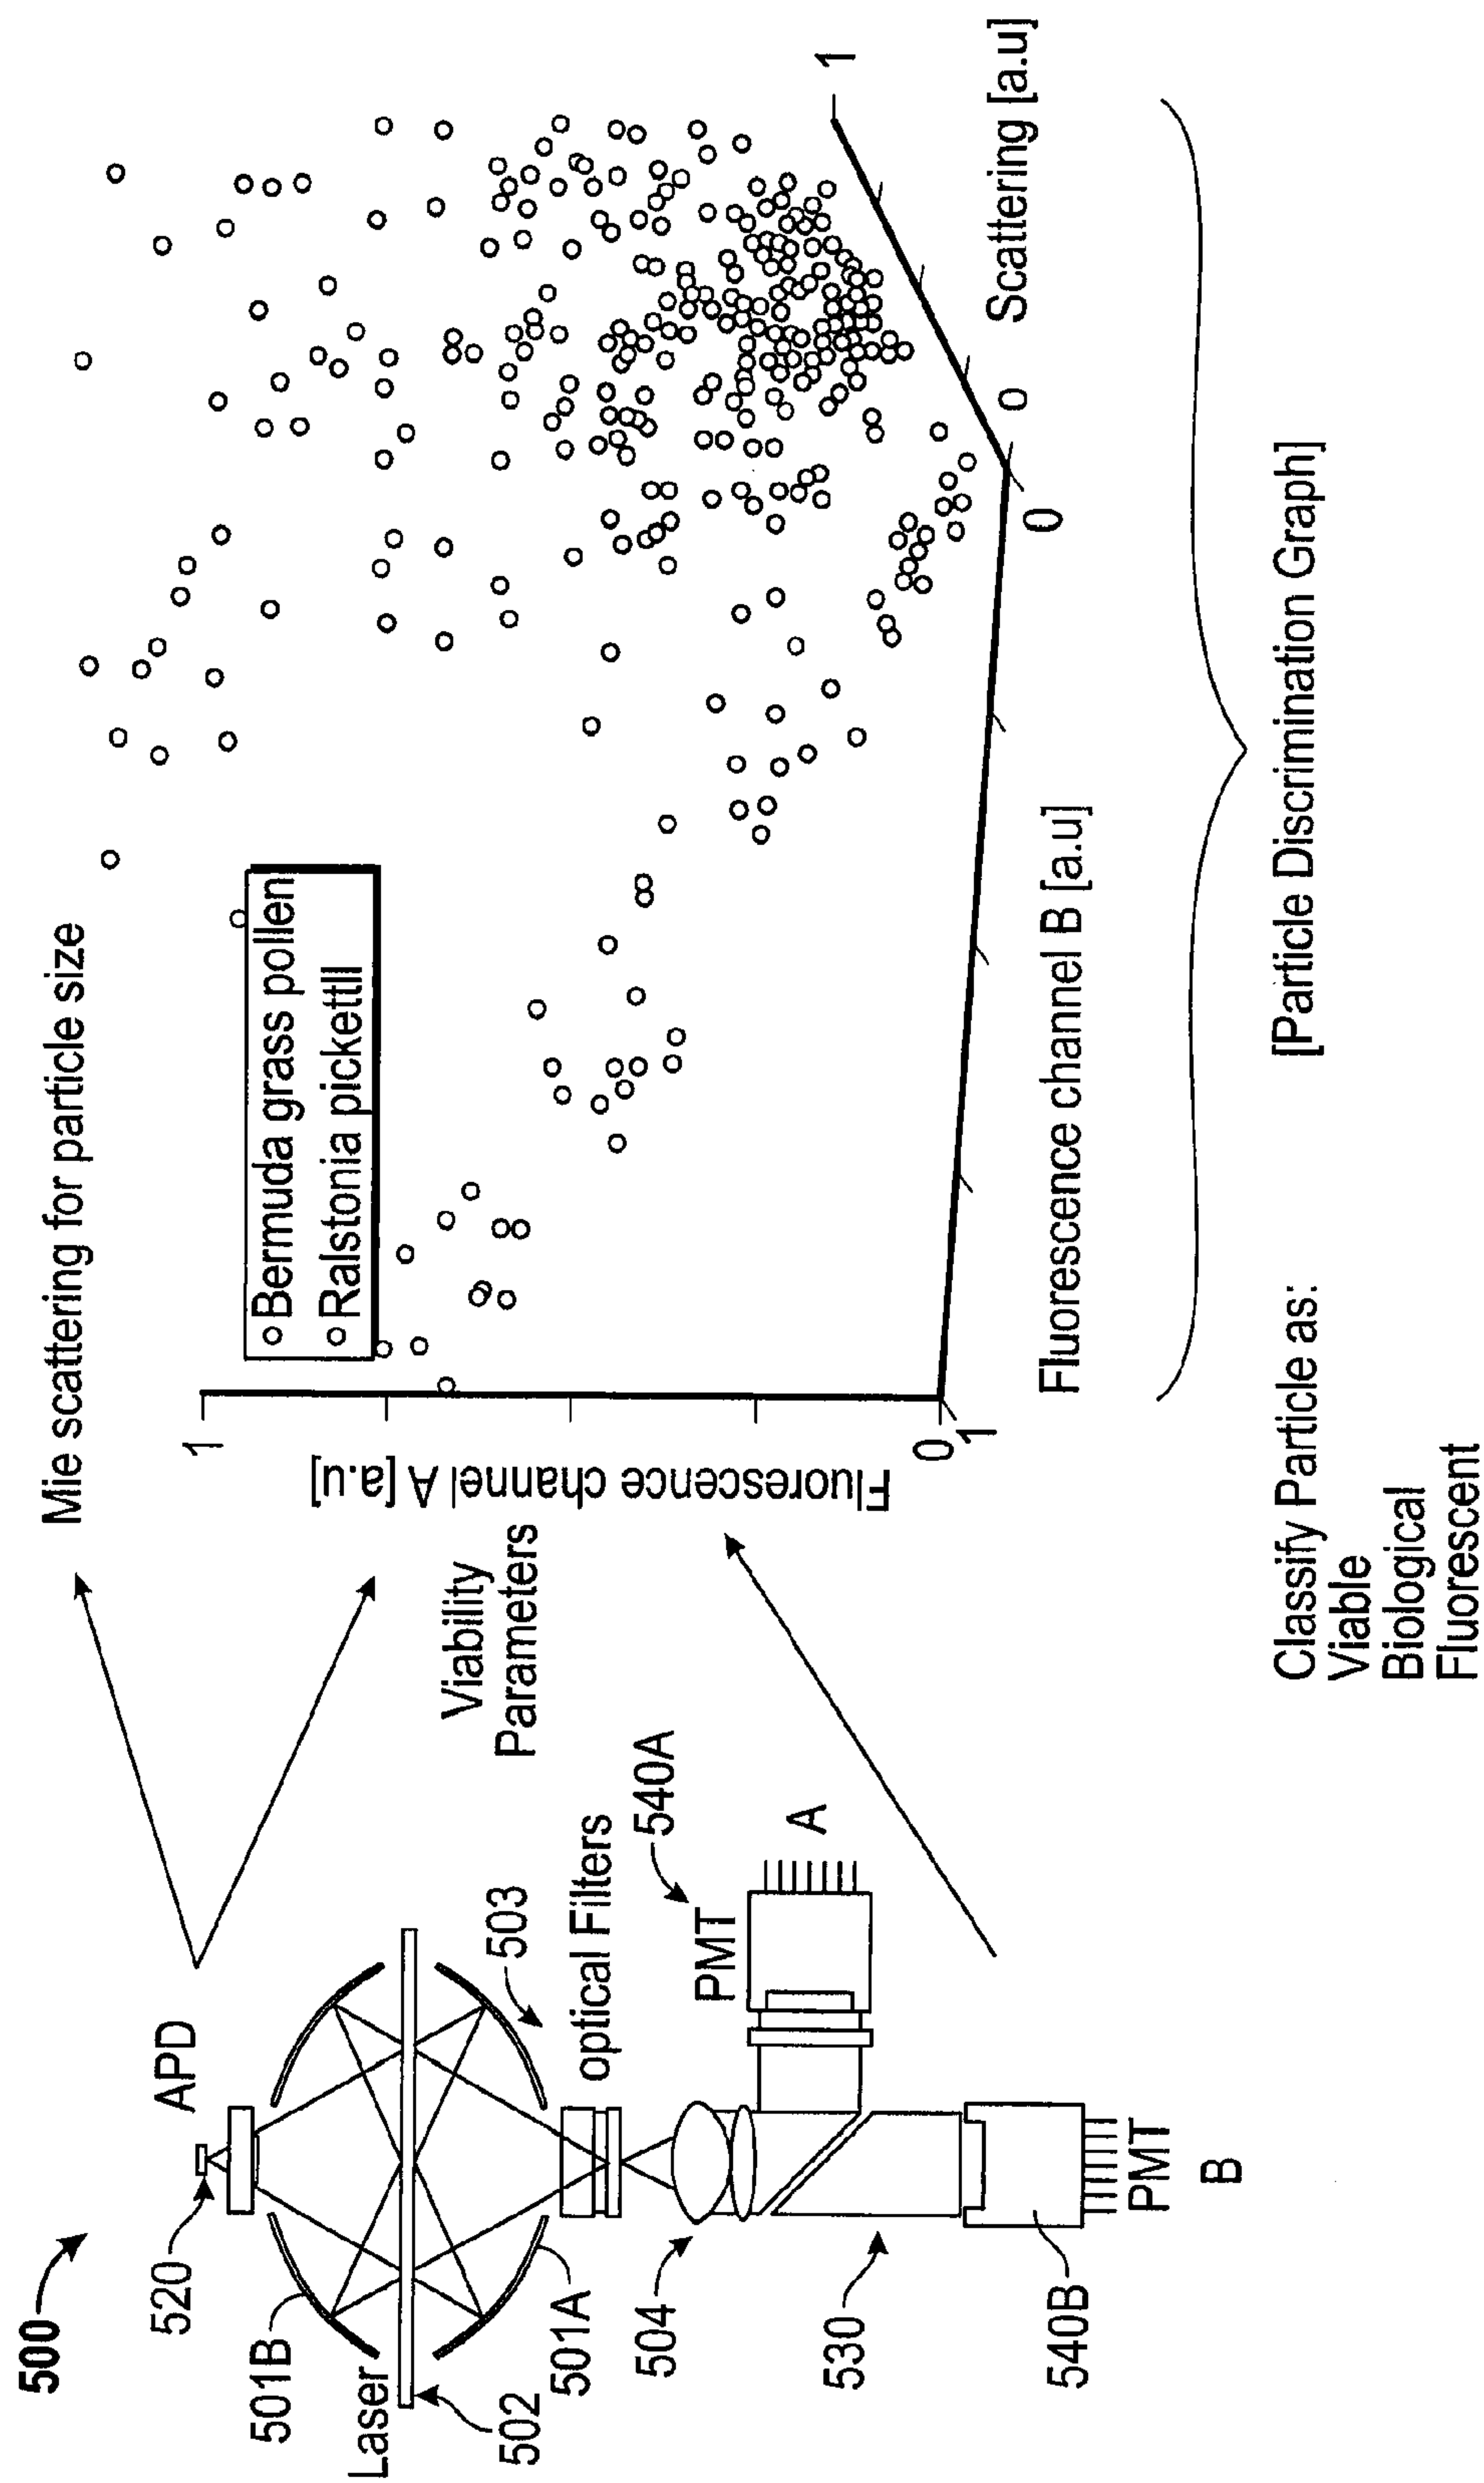 500
520
APD
501B
Laser
502
501A
503
optical Filters
504
530
PMT
540A
A
540B
PMT
B
Mie scattering for particle size
Viability
Parameters
Fluorescence channel A [a.u]
1
0
Bermuda grass pollen
Ralstonia pickettII
1
Fluorescence channel B [a.u]
0
0
Scattering [a.u]
1
[Particle Discrimination Graph]
Classify Particle as:
Viable
Biological
Fluorescent